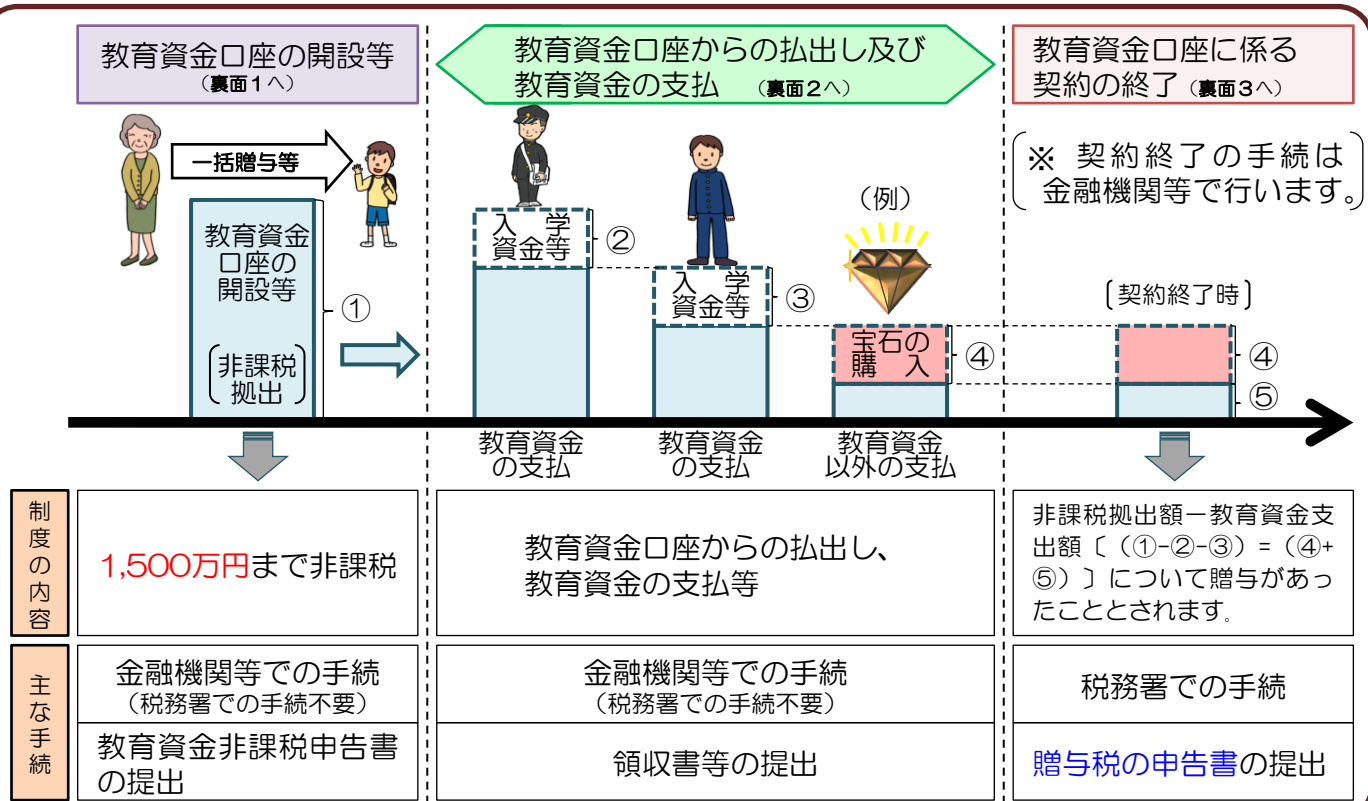 教育資金口座の開設等
（裏面１へ）
教育資金口座からの払出し及び
教育資金の支払 （裏面２へ）
教育資金口座に係る
契約の終了（裏面３へ）
一括贈与等
※ 契約終了の手続は
金融機関等で行います。
教育資金
口座の
開設等
非課税
拠出
①
入 学
資金等
②
入 学
資金等
③
（例）
宝石の
購 入
④
〔契約終了時〕
④
⑤
教育資金
の支払
教育資金
の支払
教育資金
以外の支払
制度の内容
1,500万円まで非課税
教育資金口座からの払出し、
教育資金の支払等
非課税拠出額－教育資金支
出額〔（①-②-③）=（④+
⑤）〕について贈与があっ
たこととされます。
主な手続
金融機関等での手続
（税務署での手続不要）
教育資金非課税申告書
の提出
金融機関等での手続
（税務署での手続不要）
領収書等の提出
税務署での手続
贈与税の申告書の提出